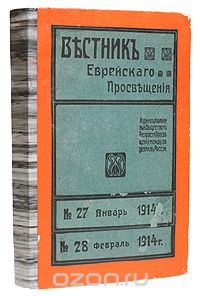 ВѢСТНИКЪ
Еврейскаго
Просвѣщенія
№ 27 Январь 1914г.
№ 28 Февраль 1914г.
ozon.ru